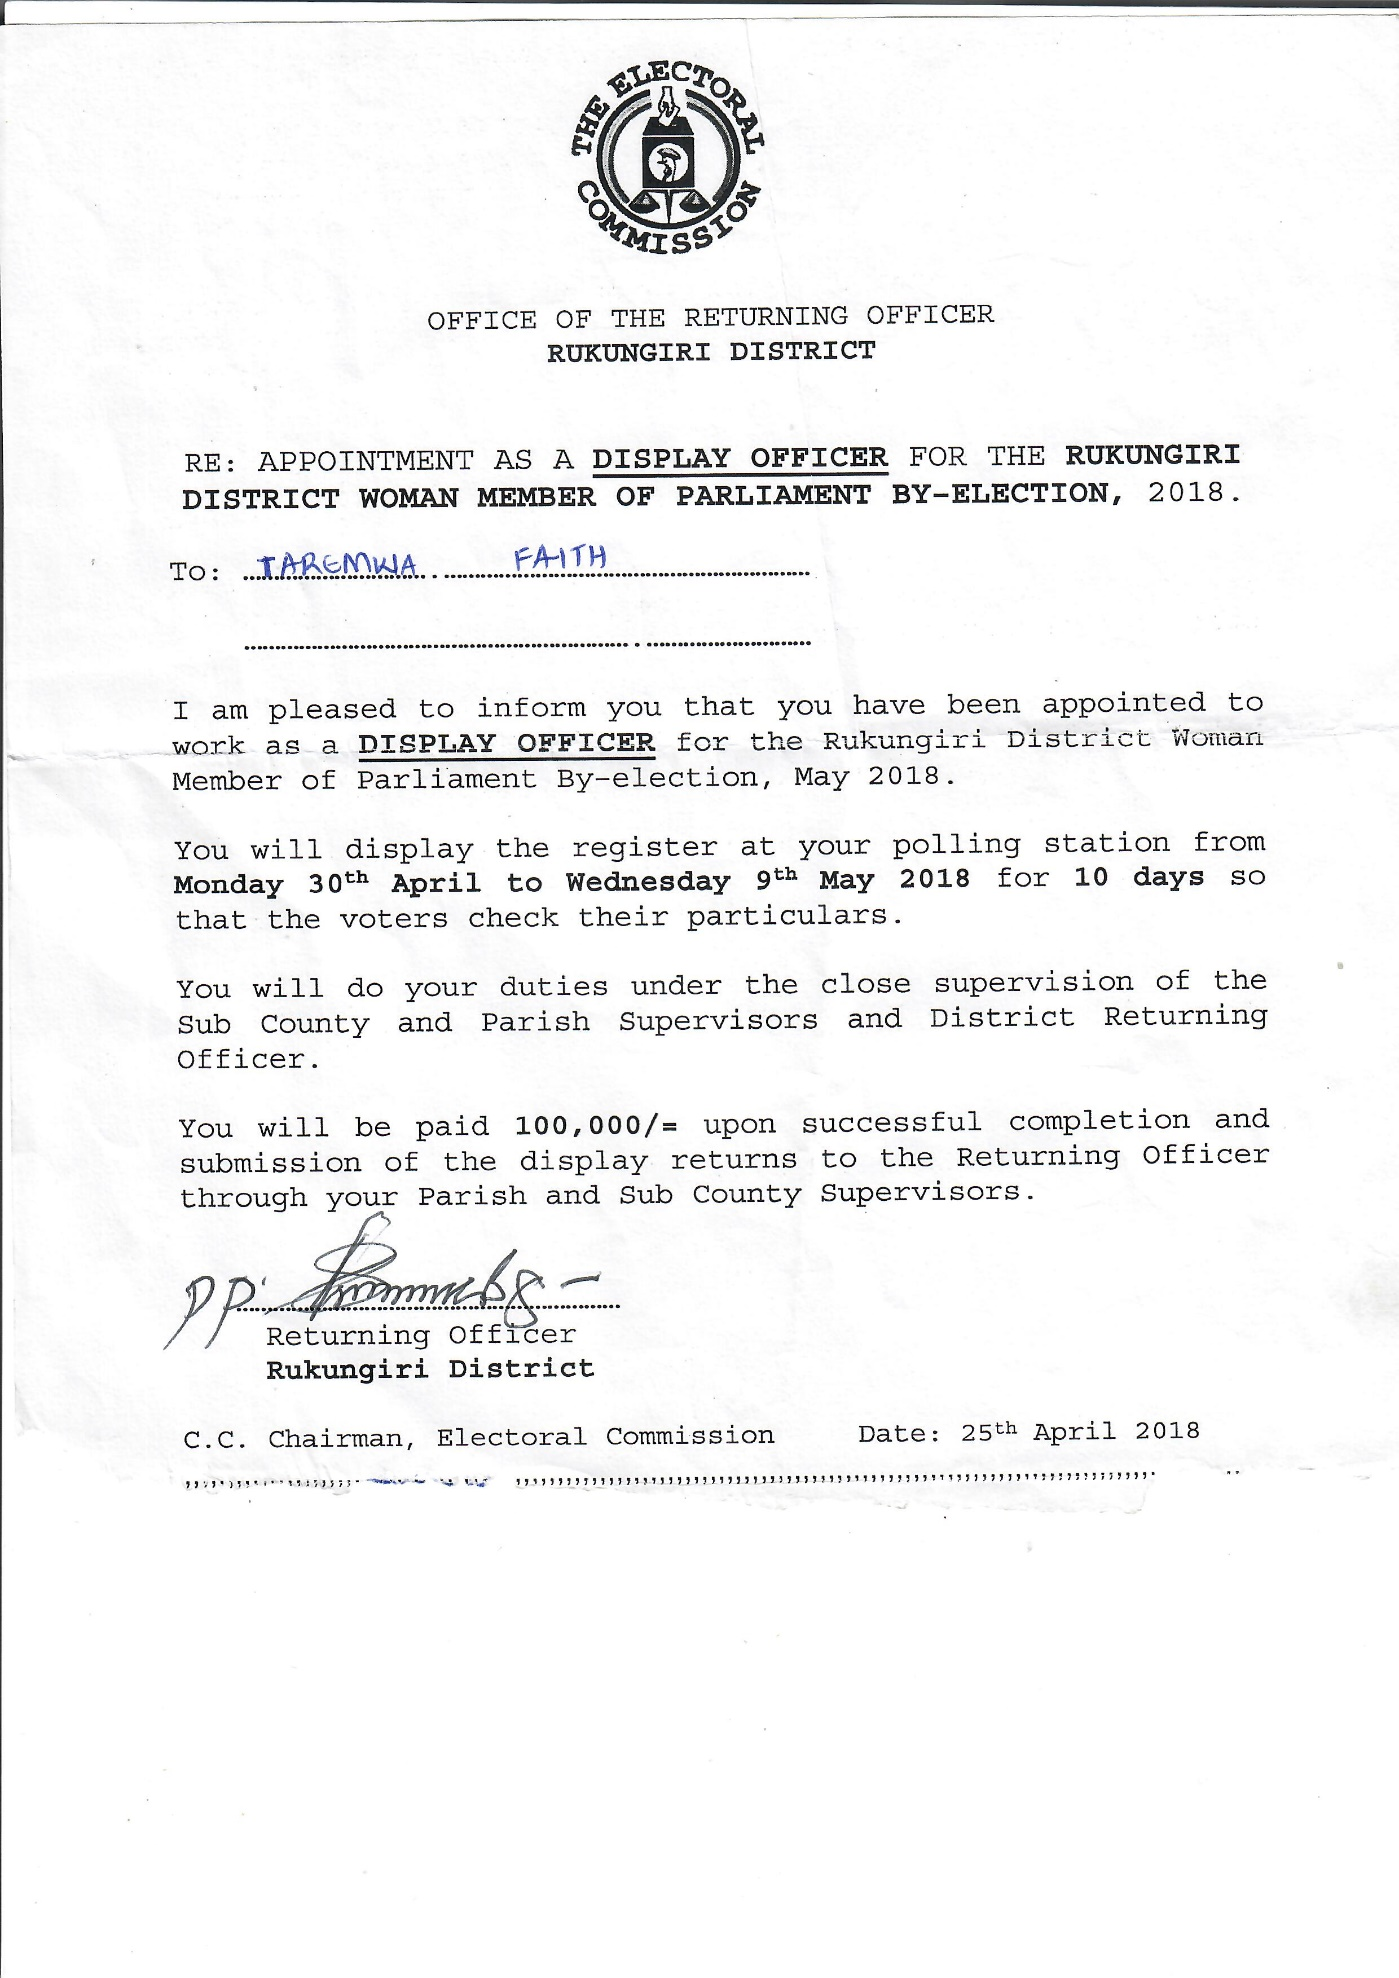 THE ELECTORAL COMMISSION
OFFICE OF THE RETURNING OFFICER
RUKUNGIRI DISTRICT
RE: APPOINTMENT AS A DISPLAY OFFICER FOR THE RUKUNGIRI
DISTRICT WOMAN MEMBER OF PARLIAMENT BY-ELECTION, 2018.
To: TAREMWA FAITH
I am pleased to inform you that you have been appointed to
work as a DISPLAY OFFICER for the Rukungiri District Woman
Member of Parliament By-election, May 2018.
You will display the register at your polling station from
Monday 30th April to Wednesday 9th May 2018 for 10 days so
that the voters check their particulars.
You will do your duties under the close supervision of the
Sub County and Parish Supervisors and District Returning
Officer.
You will be paid 100,000/= upon successful completion and
submission of the display returns to the Returning Officer
through your Parish and Sub County Supervisors.
pp.
Returning Officer
Rukungiri District
C.C. Chairman, Electoral Commission Date: 25th April 2018